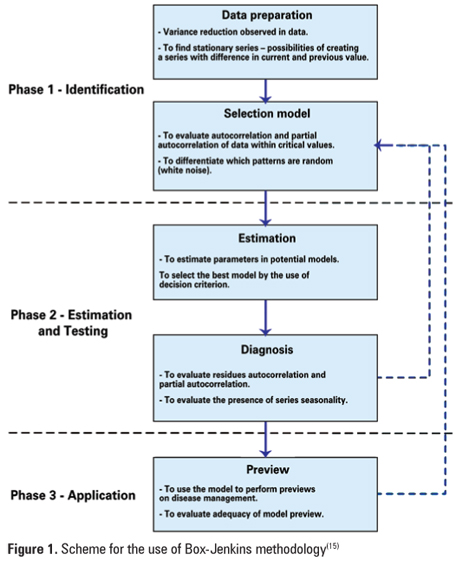 Data preparation
- Variance reduction observed in data.
- To find stationary series – possibilities of creating
a series with difference in current and previous value.
Phase 1 - Identification
Selection model
- To evaluate autocorrelation and partial
autocorrelation of data within critical values.
- To differentiate which patterns are random
(white noise).
Estimation
- To estimate parameters in potential models.
To select the best model by the use of
decision criterion.
Phase 2 - Estimation
and Testing
Diagnosis
- To evaluate residues autocorrelation and
partial autocorrelation.
- To evaluate the presence of series seasonality.
Preview
- To use the model to perform previews
on disease management.
- To evaluate adequacy of model preview.
Phase 3 - Application
Figure 1. Scheme for the use of Box-Jenkins methodology(15)